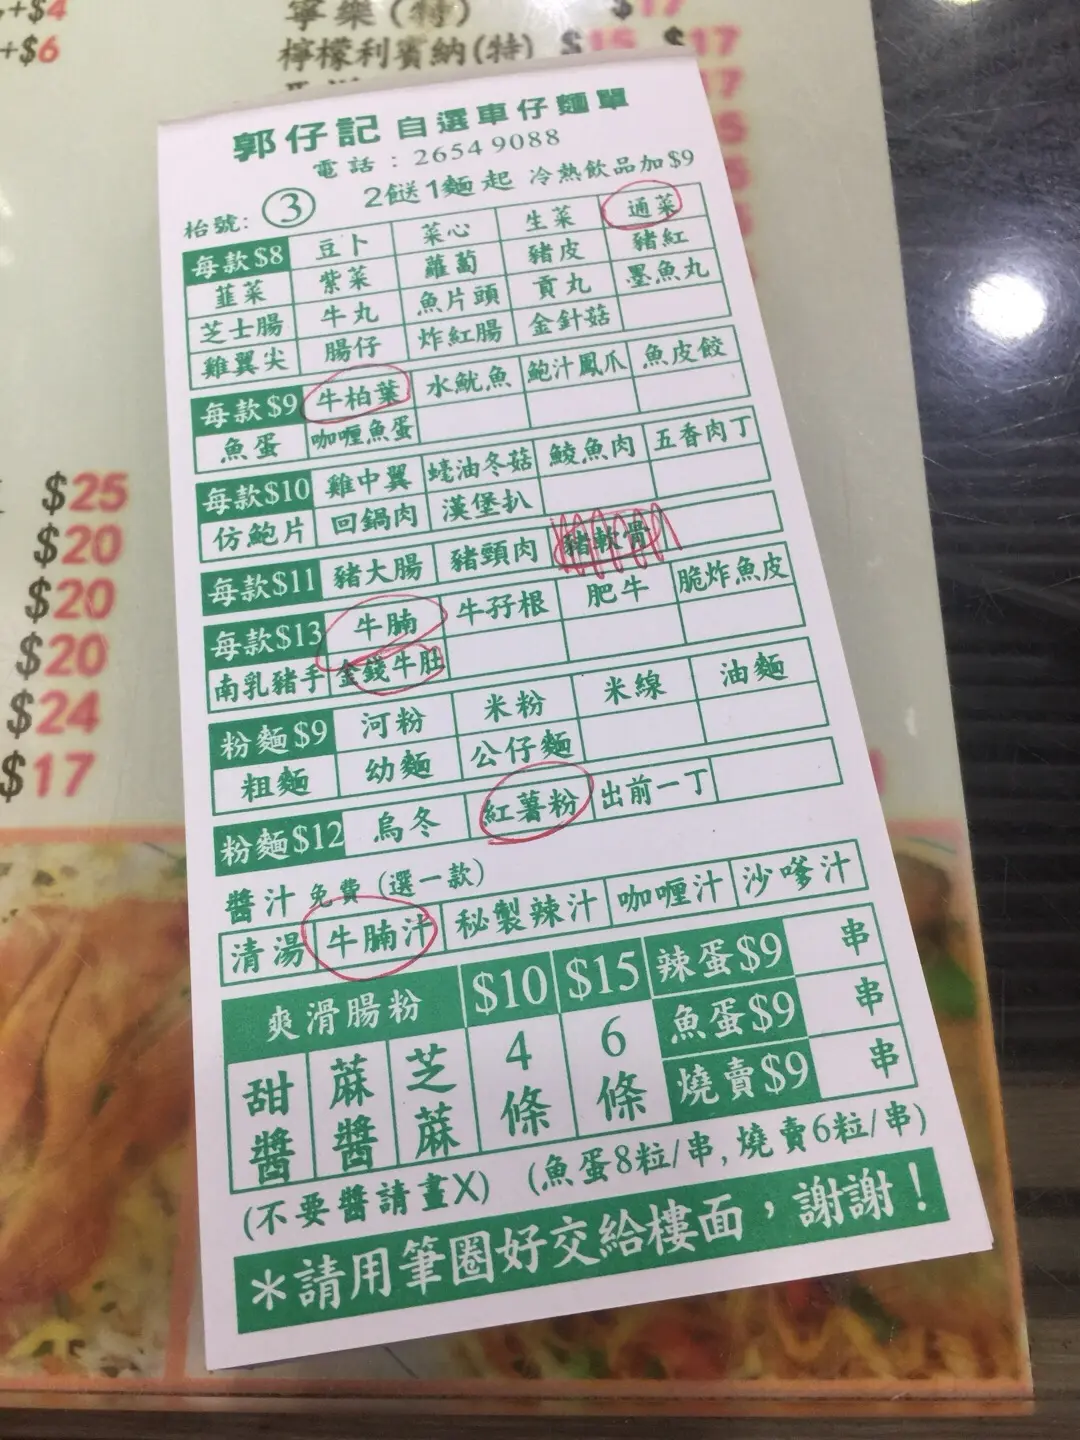 +$4
+$6
寧樂(特) $17
檸檬利賓納(特) $15 $17
郭仔記 自選車仔麵單
電話：2654 9088
枱號: ③ 2餸1麵起 冷熱飲品加$9
每款$8 豆卜 菜心 生菜 通菜
韮菜 紫菜 蘿蔔 豬皮 豬紅
芝士腸 牛丸 魚片頭 貢丸 墨魚丸
雞翼尖 腸仔 炸紅腸 金針菇
每款$9 牛柏葉 水魷魚 鮑汁鳳爪 魚皮餃
魚蛋 咖喱魚蛋
每款$10 雞中翼 蠔油冬菇 鯪魚肉 五香肉丁
仿鮑片 回鍋肉 漢堡扒
每款$11 豬大腸 豬頸肉 豬軟骨
每款$13 牛腩 牛孖根 肥牛 脆炸魚皮
南乳豬手 金錢牛肚
粉麵$9 河粉 米粉 米線 油麵
粗麵 幼麵 公仔麵
粉麵$12 烏冬 紅薯粉 出前一丁
醬汁 免費 (選一款)
清湯 牛腩汁 秘製辣汁 咖喱汁 沙嗲汁
爽滑腸粉 $10 $15 辣蛋$9 串
甜醬 蔴醬 芝蔴 4條 6條 魚蛋$9 串
燒賣$9 串
(不要醬請畫X) (魚蛋8粒/串, 燒賣6粒/串)
＊請用筆圈好交給樓面，謝謝！
$25
$20
$20
$20
$24
$17